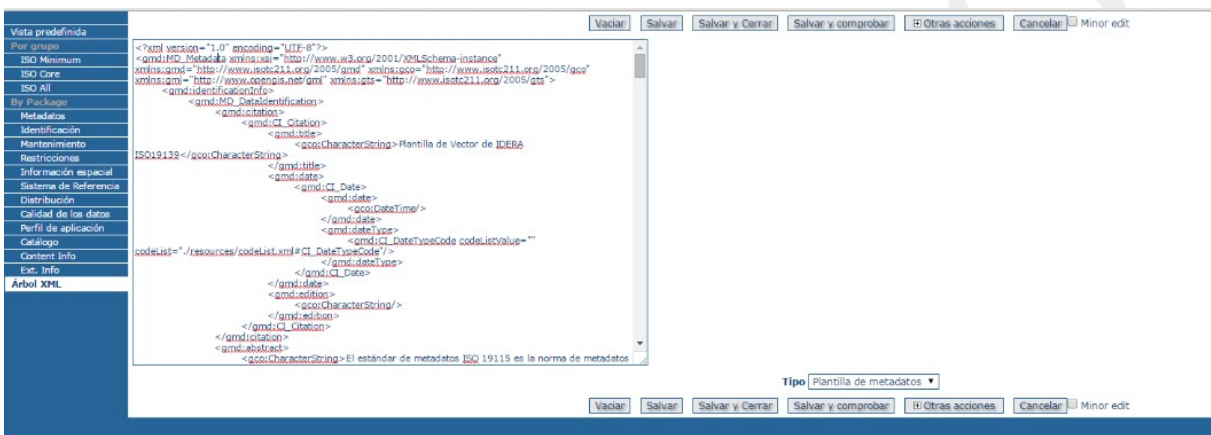 Vaciar Salvar Salvar y Cerrar Salvar y comprobar Otras acciones Cancelar Minor edit
Vista predefinida
Por grupo
ISO Minimum
ISO Core
ISO All
By Package
Metadatos
Identificación
Mantenimiento
Restricciones
Información espacial
Sistema de Referencia
Distribución
Calidad de los datos
Perfil de aplicación
Catálogo
Content Info
Ext. Info
Árbol XML
<?xml version="1.0" encoding="UTF-8"?>
<gmd:MD_Metadata xmlns:xsi="http://www.w3.org/2001/XMLSchema-instance"
xmlns:gmd="http://www.isotc211.org/2005/gmd" xmlns:gco="http://www.isotc211.org/2005/gco"
xmlns:gml="http://www.opengis.net/gml" xmlns:gts="http://www.isotc211.org/2005/gts">
<gmd:identificationInfo>
<gmd:MD_DataIdentification>
<gmd:citation>
<gmd:CI_Citation>
<gmd:title>
<gco:CharacterString>Plantilla de Vector de IDERA
ISO19139</gco:CharacterString>
</gmd:title>
<gmd:date>
<gmd:CI_Date>
<gmd:date>
<gco:DateTime/>
</gmd:date>
<gmd:dateType>
<gmd:CI_DateTypeCode codeListValue=""
codeList="./resources/codeList.xml#CI_DateTypeCode"/>
</gmd:dateType>
</gmd:CI_Date>
</gmd:date>
<gmd:edition>
<gco:CharacterString/>
</gmd:edition>
</gmd:CI_Citation>
</gmd:citation>
<gmd:abstract>
<gco:CharacterString>El estándar de metadatos ISO 19115 es la norma de metadatos
Tipo Plantilla de metadatos
Vaciar Salvar Salvar y Cerrar Salvar y comprobar Otras acciones Cancelar Minor edit